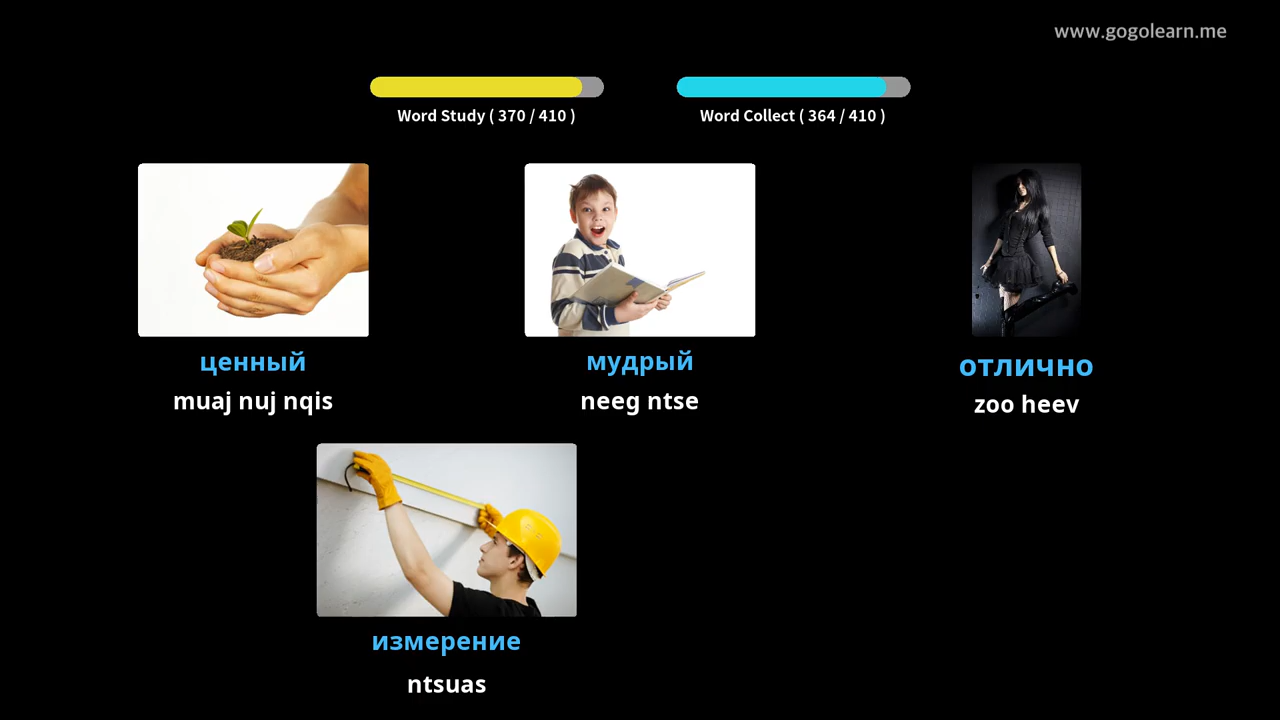 www.gogolearn.me
Word Study ( 370 / 410 )
Word Collect ( 364 / 410 )
ценный
muaj nuj nqis
мудрый
neeg ntse
отлично
zoo heev
измерение
ntsuas